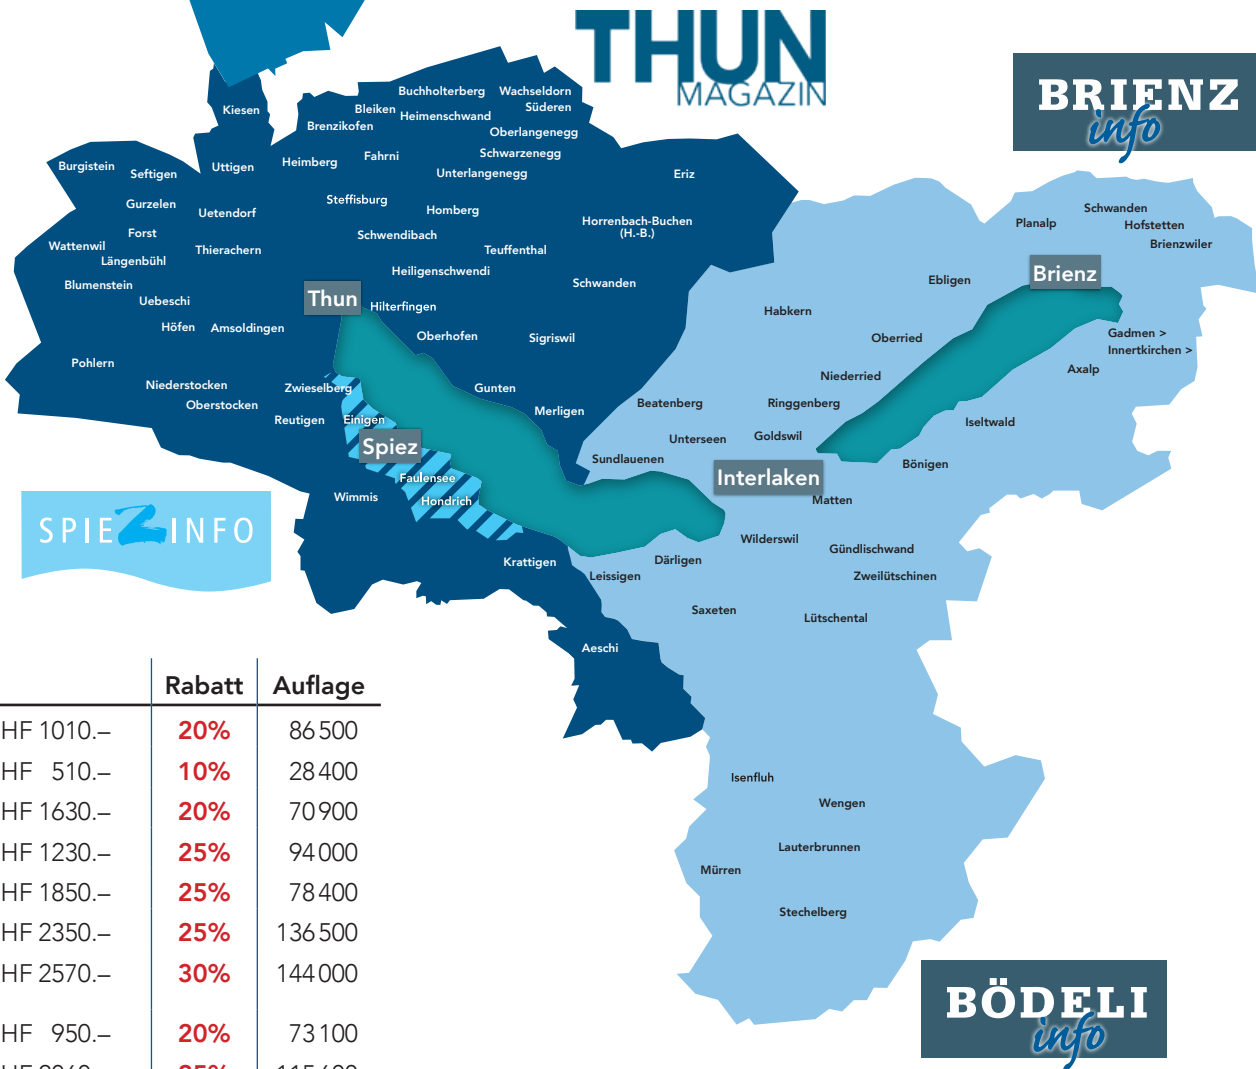 THUN
MAGAZIN
BRIENZ
info
Kiesen
Buchholterberg
Wachseldorn
Bleiken
Süderen
Heimenschwand
Brenzikofen
Oberlangenegg
Fahrni
Schwarzenegg
Heimberg
Burgistein
Uttigen
Seftigen
Unterlangenegg
Eriz
Steffisburg
Gurzelen
Uetendorf
Homberg
Schwanden
Planalp
Hofstetten
Horrenbach-Buchen
(H.-B.)
Forst
Schwendibach
Wattenwil
Brienzwiler
Thierachern
Teuffenthal
Längenbühl
Heiligenschwendi
Brienz
Blumenstein
Schwanden
Ebligen
Thun
Uebeschi
Hilterfingen
Habkern
Höfen
Amsoldingen
Gadmen >
Oberhofen
Sigriswil
Oberried
Innertkirchen >
Pohlern
Axalp
Niederried
Niederstocken
Zwieselberg
Gunten
Oberstocken
Beatenberg
Ringgenberg
Merligen
Reutigen
Einigen
Iseltwald
Unterseen
Goldswil
Spiez
Sundlauenen
Bönigen
Faulensee
Interlaken
Wimmis
Hondrich
Matten
SPIEZINFO
Wilderswil
Gündlischwand
Krattigen
Därligen
Leissigen
Zweilütschinen
Saxeten
Lütschental
Aeschi
Rabatt Auflage
HF 1010.– 20% 86 500
HF 510.– 10% 28 400
HF 1630.– 20% 70 900
HF 1230.– 25% 94 000
HF 1850.– 25% 78 400
HF 2350.– 25% 136 500
HF 2570.– 30% 144 000
HF 950.– 20% 73 100
Isenfluh
Wengen
Lauterbrunnen
Mürren
Stechelberg
BÖDELI
info